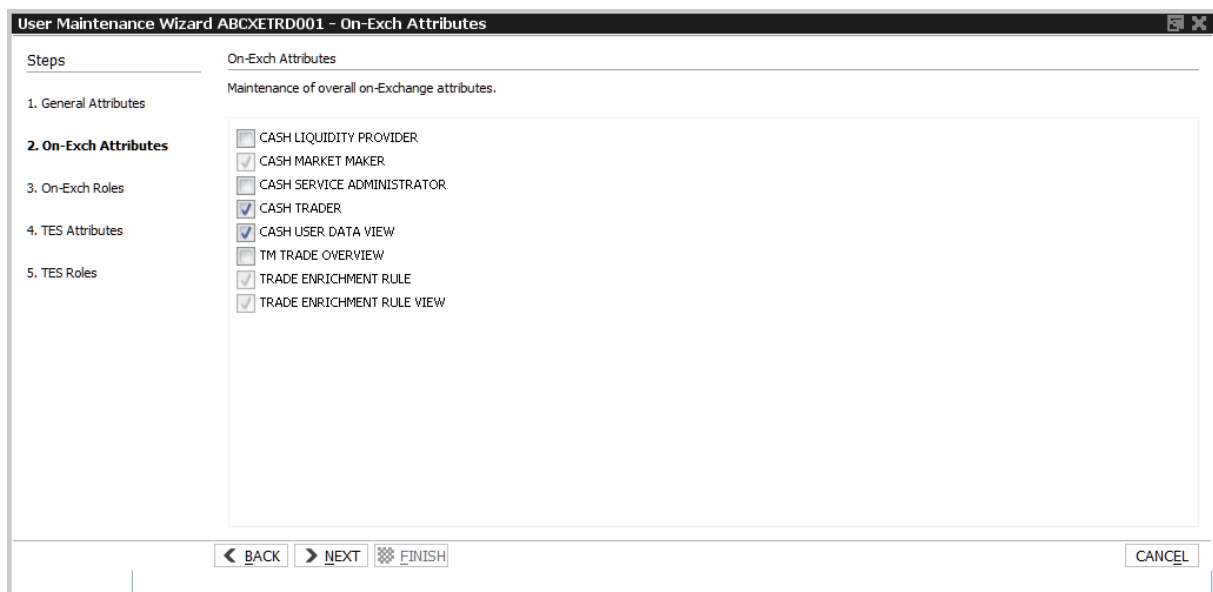 User Maintenance Wizard ABCXETRD001 - On-Exch Attributes
Steps
1. General Attributes
2. On-Exch Attributes
3. On-Exch Roles
4. TES Attributes
5. TES Roles
On-Exch Attributes
Maintenance of overall on-Exchange attributes.
CASH LIQUIDITY PROVIDER
CASH MARKET MAKER
CASH SERVICE ADMINISTRATOR
CASH TRADER
CASH USER DATA VIEW
TM TRADE OVERVIEW
TRADE ENRICHMENT RULE
TRADE ENRICHMENT RULE VIEW
BACK NEXT FINISH CANCEL